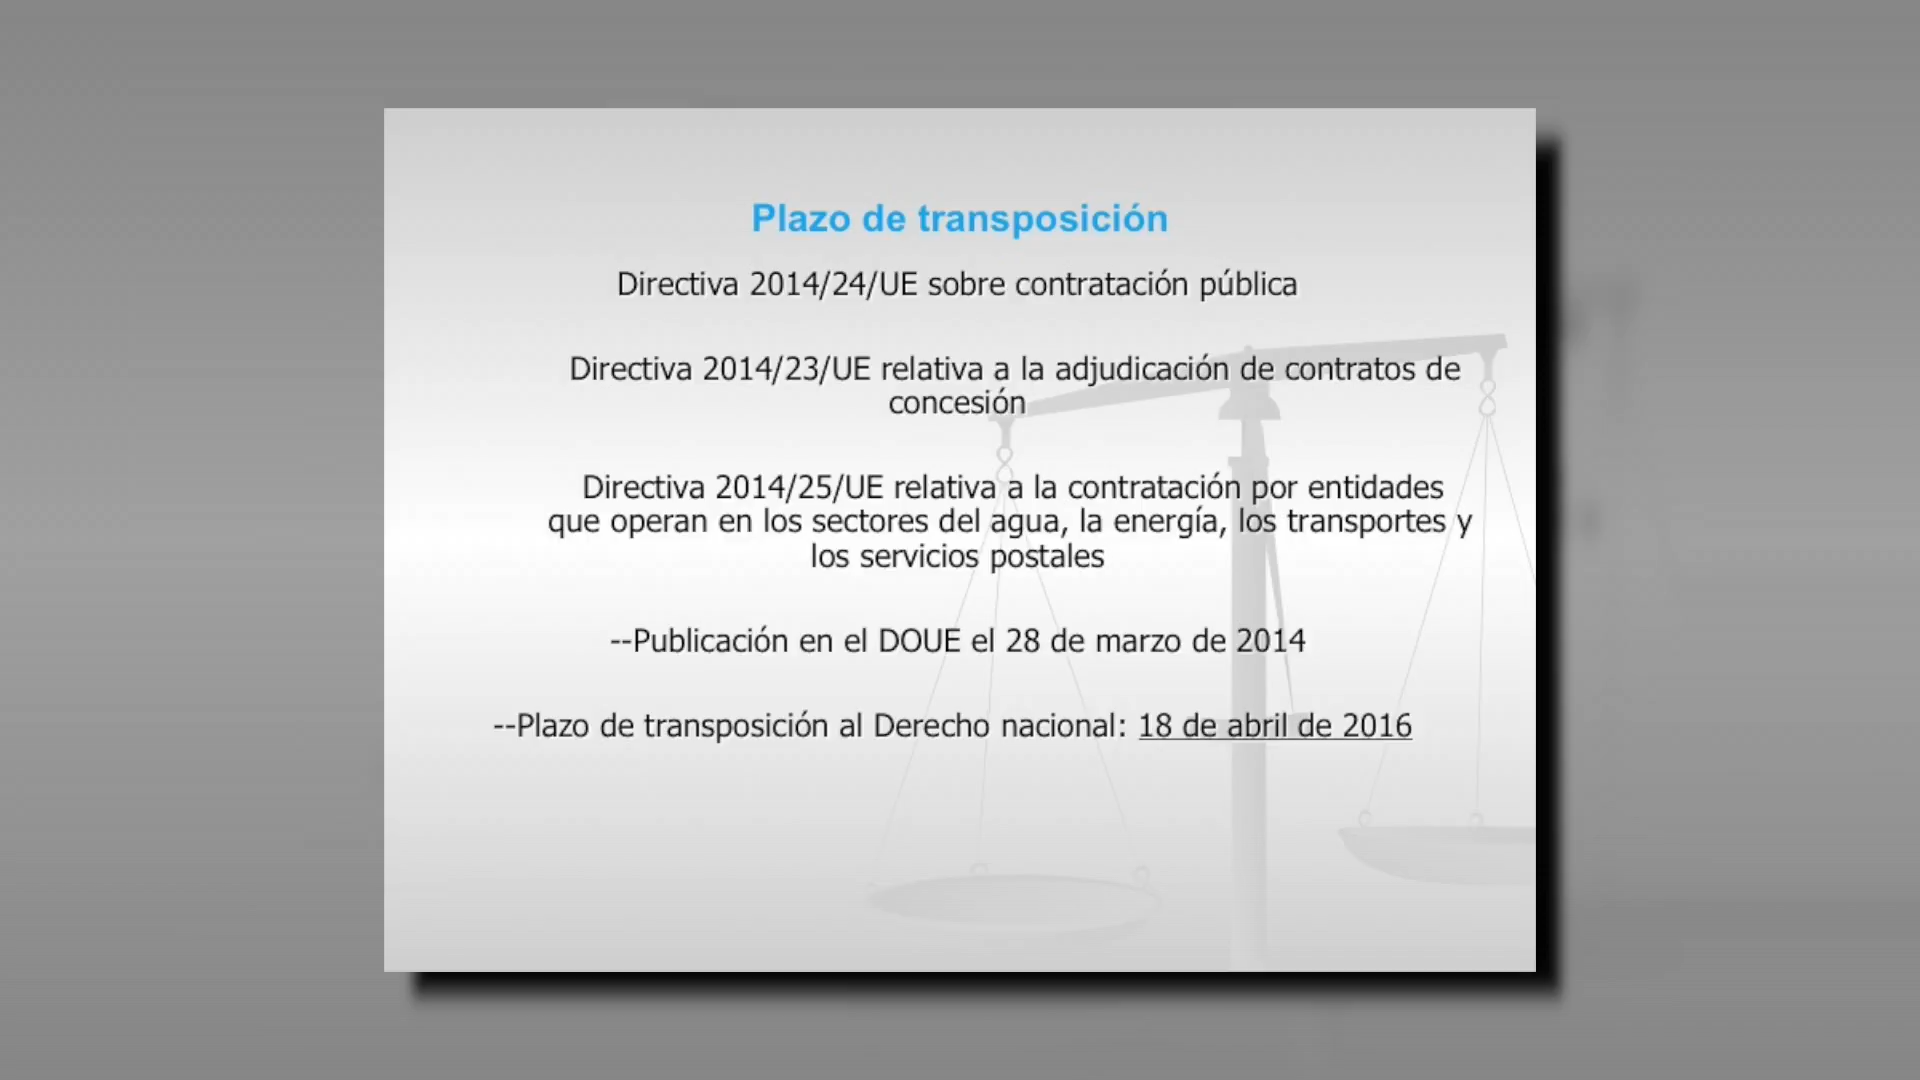 Plazo de transposición
Directiva 2014/24/UE sobre contratación pública
Directiva 2014/23/UE relativa a la adjudicación de contratos de
concesión
Directiva 2014/25/UE relativa a la contratación por entidades
que operan en los sectores del agua, la energía, los transportes y
los servicios postales
--Publicación en el DOUE el 28 de marzo de 2014
--Plazo de transposición al Derecho nacional: 18 de abril de 2016